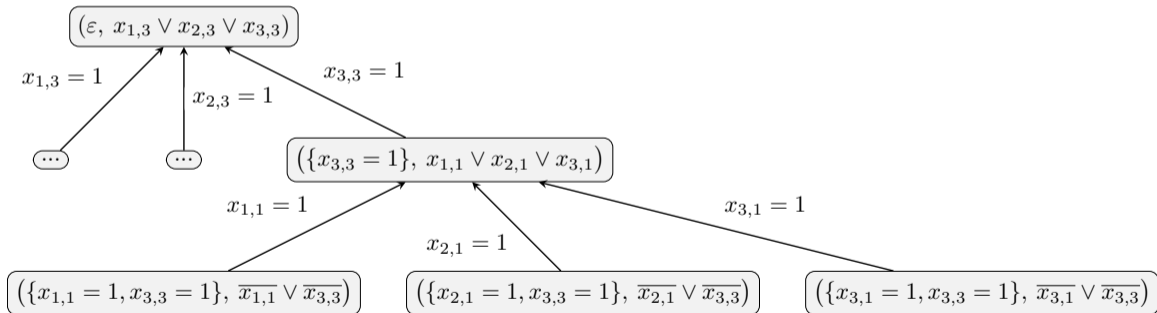 (ε, x_{1,3} ∨ x_{2,3} ∨ x_{3,3})
x_{1,3} = 1
x_{2,3} = 1
x_{3,3} = 1
...
...
({x_{3,3} = 1}, x_{1,1} ∨ x_{2,1} ∨ x_{3,1})
x_{1,1} = 1
x_{2,1} = 1
x_{3,1} = 1
({x_{1,1} = 1, x_{3,3} = 1}, \overline{x_{1,1}} ∨ \overline{x_{3,3}})
({x_{2,1} = 1, x_{3,3} = 1}, \overline{x_{2,1}} ∨ \overline{x_{3,3}})
({x_{3,1} = 1, x_{3,3} = 1}, \overline{x_{3,1}} ∨ \overline{x_{3,3}})